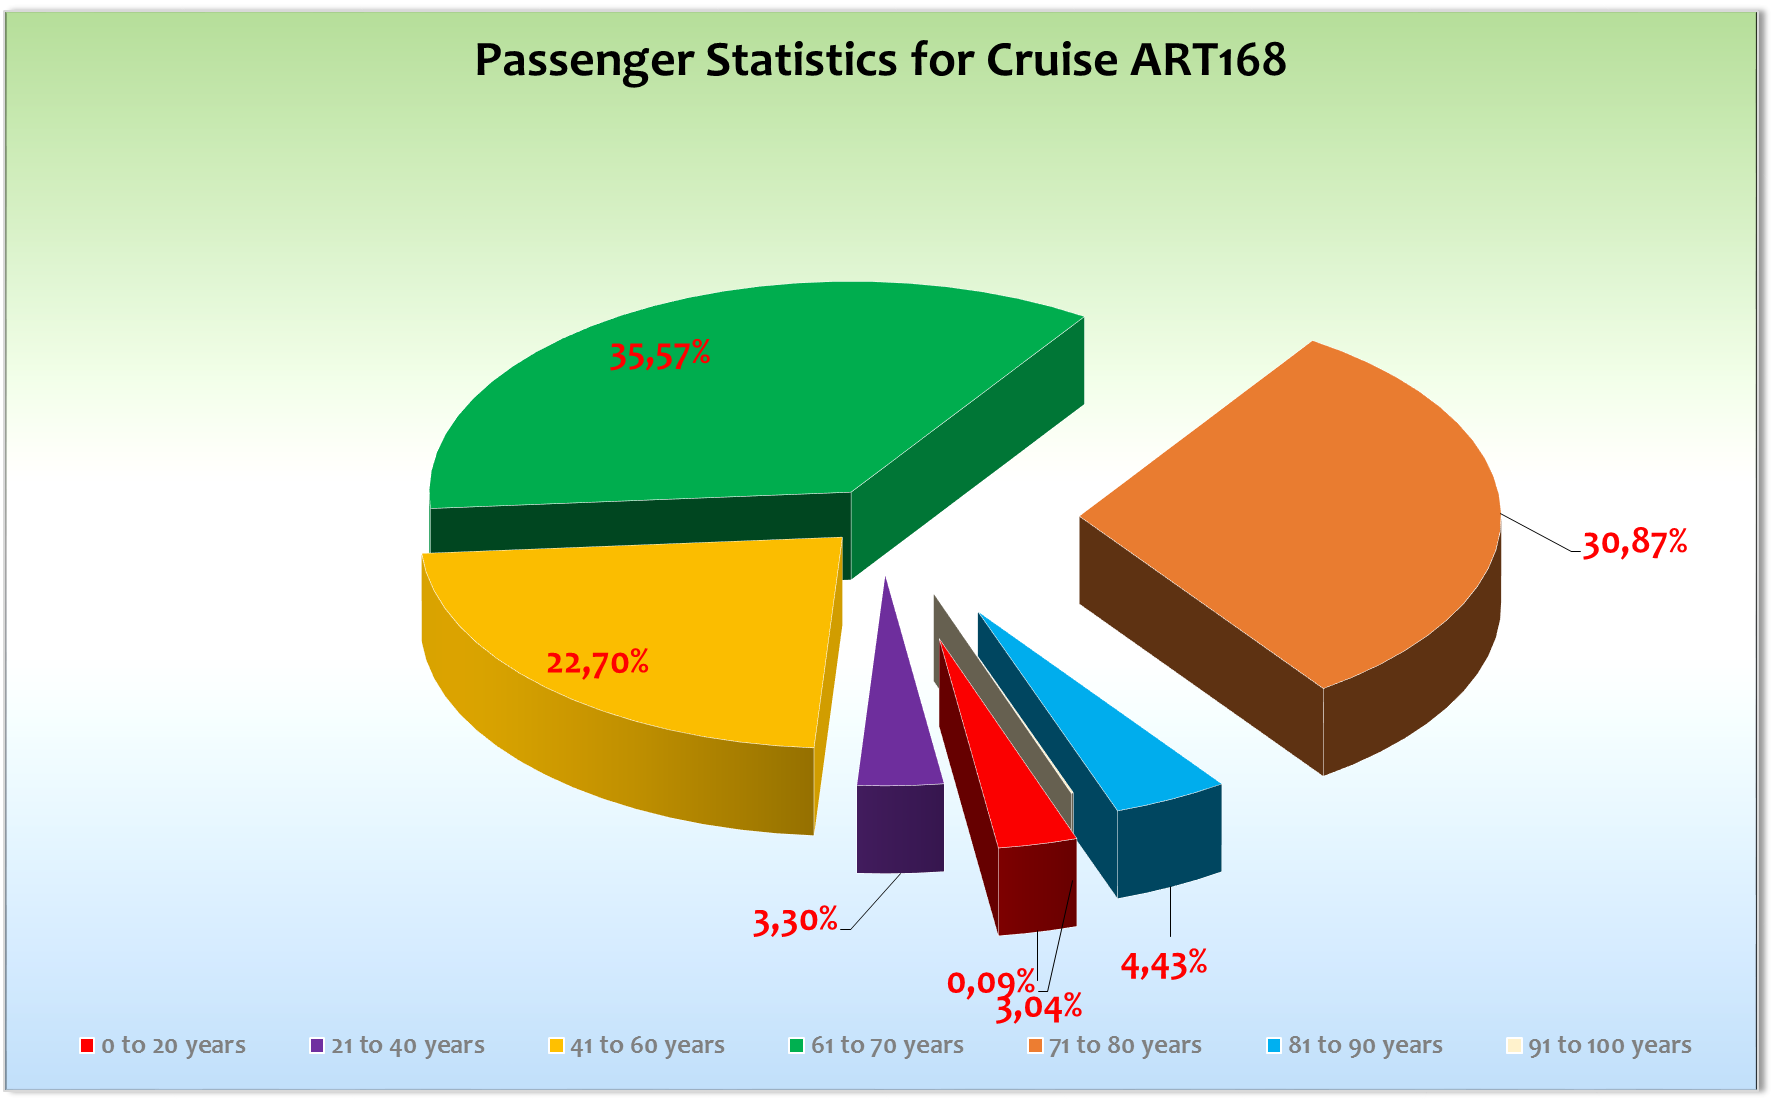 Passenger Statistics for Cruise ART168
35,57%
30,87%
22,70%
3,30%
4,43%
0,09%
3,04%
0 to 20 years
21 to 40 years
41 to 60 years
61 to 70 years
71 to 80 years
81 to 90 years
91 to 100 years